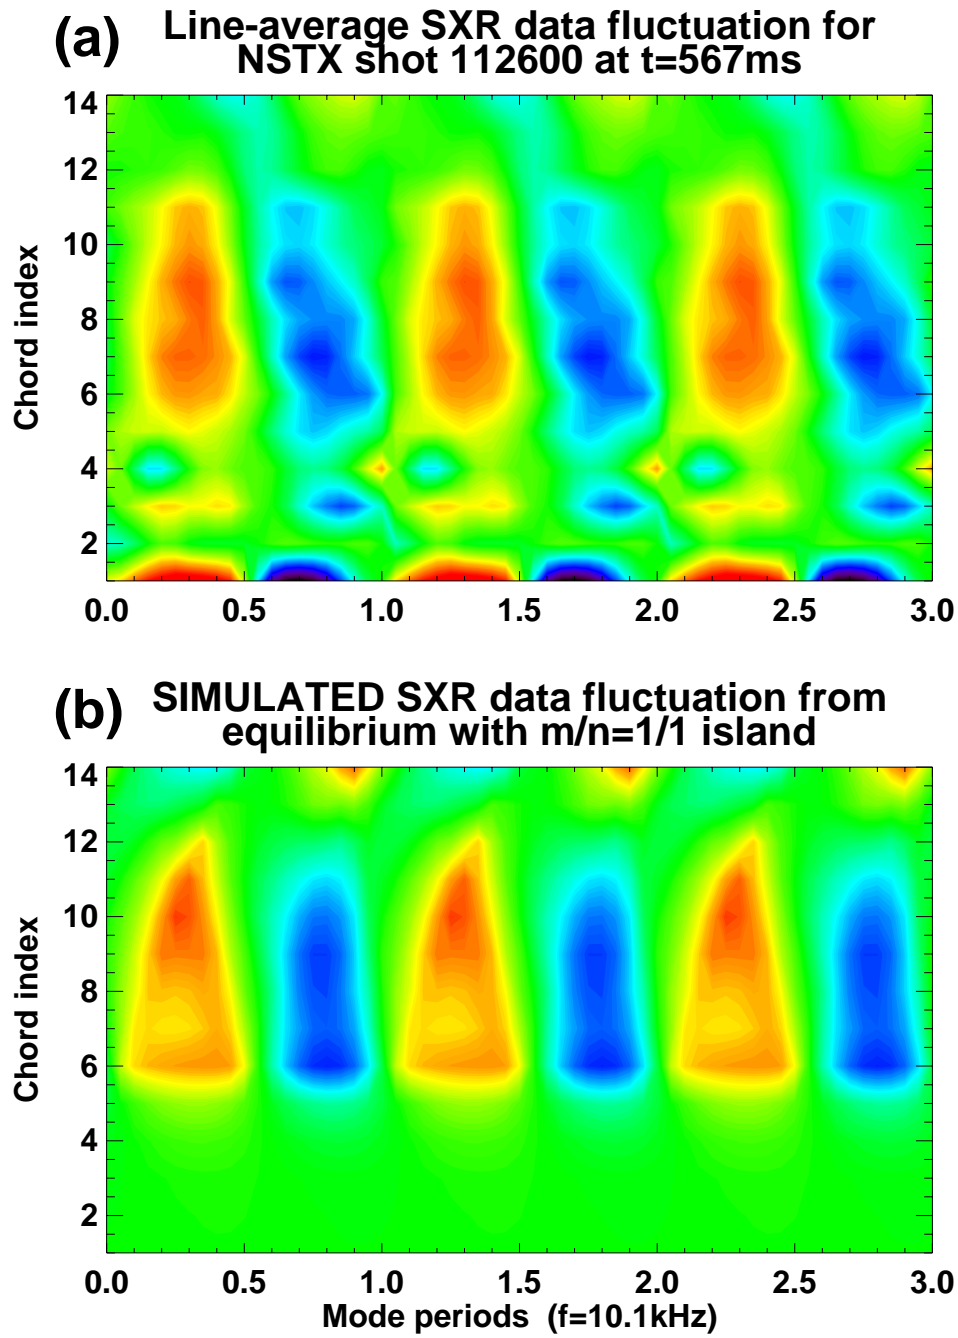 (a) Line-average SXR data fluctuation for
NSTX shot 112600 at t=567ms
14
12
10
8
6
4
2
Chord index
0.0 0.5 1.0 1.5 2.0 2.5 3.0
(b) SIMULATED SXR data fluctuation from
equilibrium with m/n=1/1 island
14
12
10
8
6
4
2
Chord index
0.0 0.5 1.0 1.5 2.0 2.5 3.0
Mode periods (f=10.1kHz)